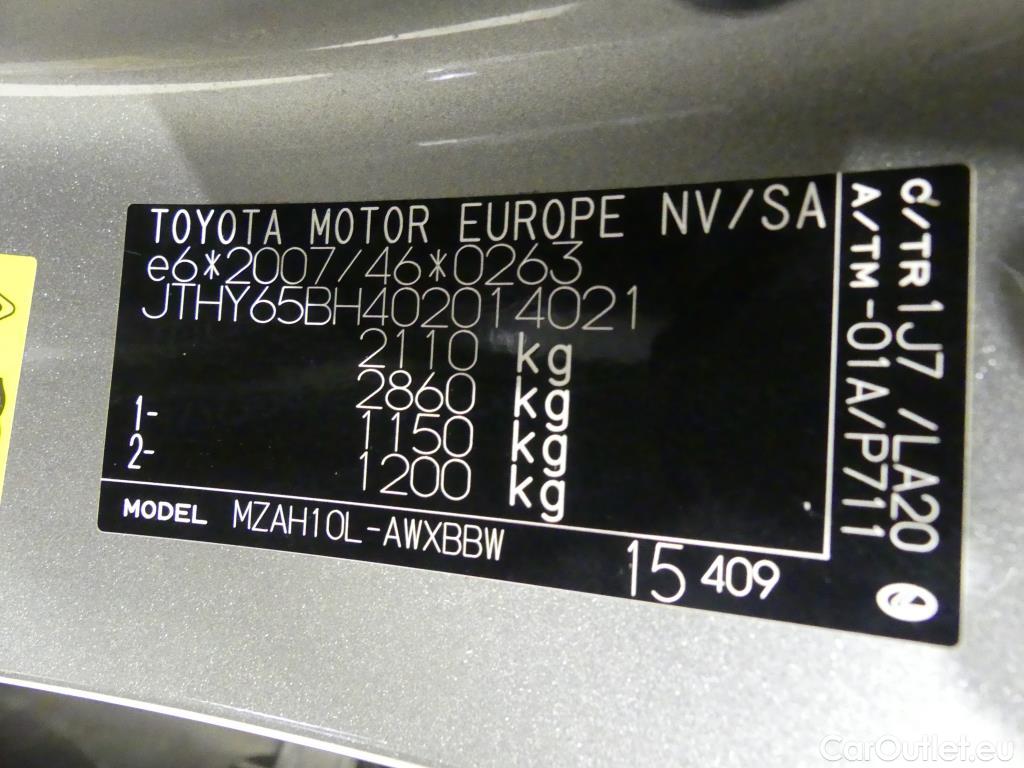 TOYOTA MOTOR EUROPE NV/SA
e6*2007/46*0263
JTHY65BH402014021
2110 kg
2860 kg
1- 1150 kg
2- 1200 kg
MODEL MZAH10L-AWXBBW
15 409
C/TR 1J7 /LA20
A/TM-01A/P711
CarOutlet.eu